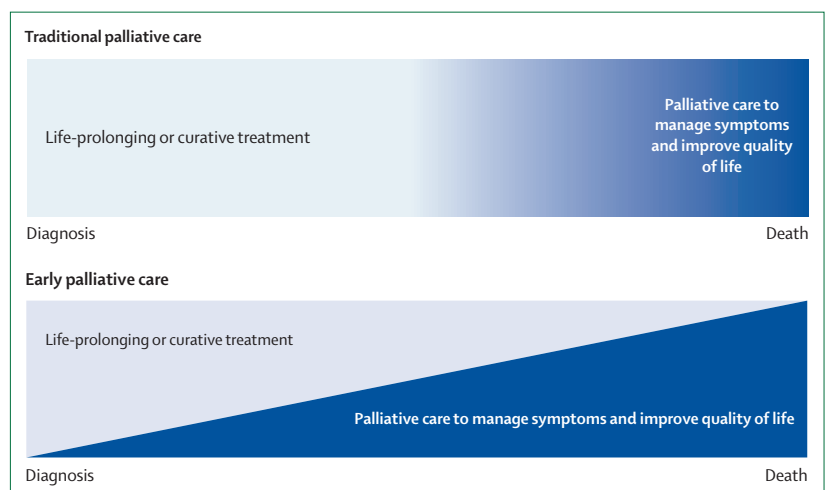 Traditional palliative care
Life-prolonging or curative treatment
Palliative care to
manage symptoms
and improve quality
of life
Diagnosis
Death
Early palliative care
Life-prolonging or curative treatment
Palliative care to manage symptoms and improve quality of life
Diagnosis
Death